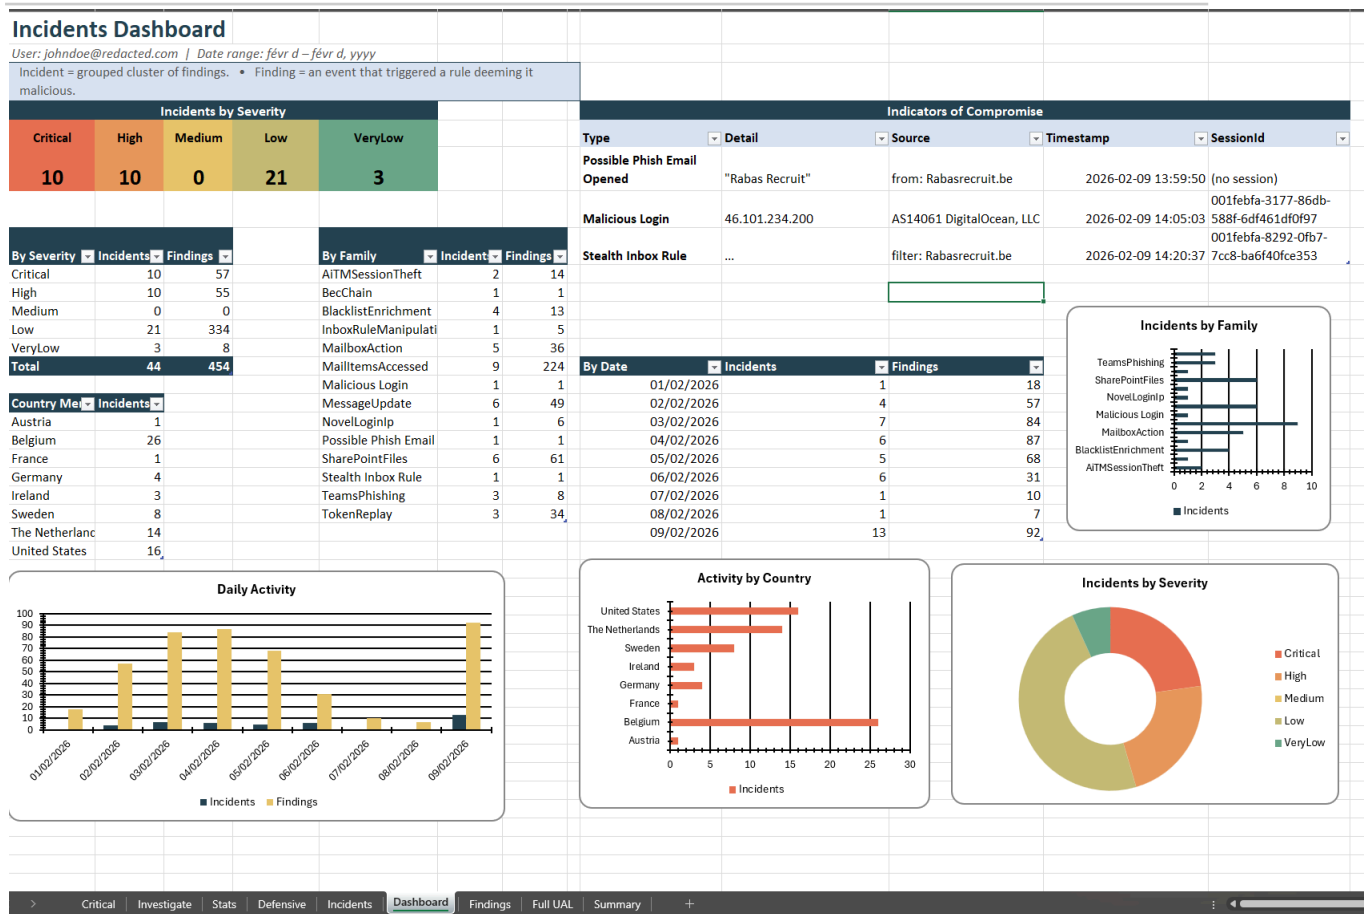 Incidents Dashboard
User: johndoe@redacted.com | Date range: févr d – févr d, yyyy
Incident = grouped cluster of findings. • Finding = an event that triggered a rule deeming it
malicious.
Incidents by Severity
Critical High Medium Low VeryLow
10 10 0 21 3
Indicators of Compromise
Type Detail Source Timestamp SessionId
Possible Phish Email
Opened "Rabas Recruit" from: Rabasrecruit.be 2026-02-09 13:59:50 (no session)
001febfa-3177-86db-
Malicious Login 46.101.234.200 AS14061 DigitalOcean, LLC 2026-02-09 14:05:03 588f-6df461df0f97
001febfa-8292-0fb7-
Stealth Inbox Rule ... filter: Rabasrecruit.be 2026-02-09 14:20:37 7cc8-ba6f40fce353
By Severity Incidents Findings
Critical 10 57
High 10 55
Medium 0 0
Low 21 334
VeryLow 3 8
Total 44 454
Country Mer Incidents
Austria 1
Belgium 26
France 1
Germany 4
Ireland 3
Sweden 8
The Netherlanc 14
United States 16
By Family Incidents Findings
AiTMSessionTheft 2 14
BecChain 1 1
BlacklistEnrichment 4 13
InboxRuleManipulati 1 5
MailboxAction 5 36
MailItemsAccessed 9 224
Malicious Login 1 1
MessageUpdate 6 49
NovelLoginIp 1 6
Possible Phish Email 1 1
SharePointFiles 6 61
Stealth Inbox Rule 1 1
TeamsPhishing 3 8
TokenReplay 3 34
By Date Incidents Findings
01/02/2026 1 18
02/02/2026 4 57
03/02/2026 7 84
04/02/2026 6 87
05/02/2026 5 68
06/02/2026 6 31
07/02/2026 1 10
08/02/2026 1 7
09/02/2026 13 92
Incidents by Family
TeamsPhishing
SharePointFiles
NovelLoginIp
Malicious Login
MailboxAction
BlacklistEnrichment
AiTMSessionTheft
0 2 4 6 8 10
Incidents
Daily Activity
100
90
80
70
60
50
40
30
20
10
0
01/02/2026 02/02/2026 03/02/2026 04/02/2026 05/02/2026 06/02/2026 07/02/2026 08/02/2026 09/02/2026
Incidents Findings
Activity by Country
United States
The Netherlands
Sweden
Ireland
Germany
France
Belgium
Austria
0 5 10 15 20 25 30
Incidents
Incidents by Severity
Critical
High
Medium
Low
VeryLow
Critical Investigate Stats Defensive Incidents Dashboard Findings Full UAL Summary